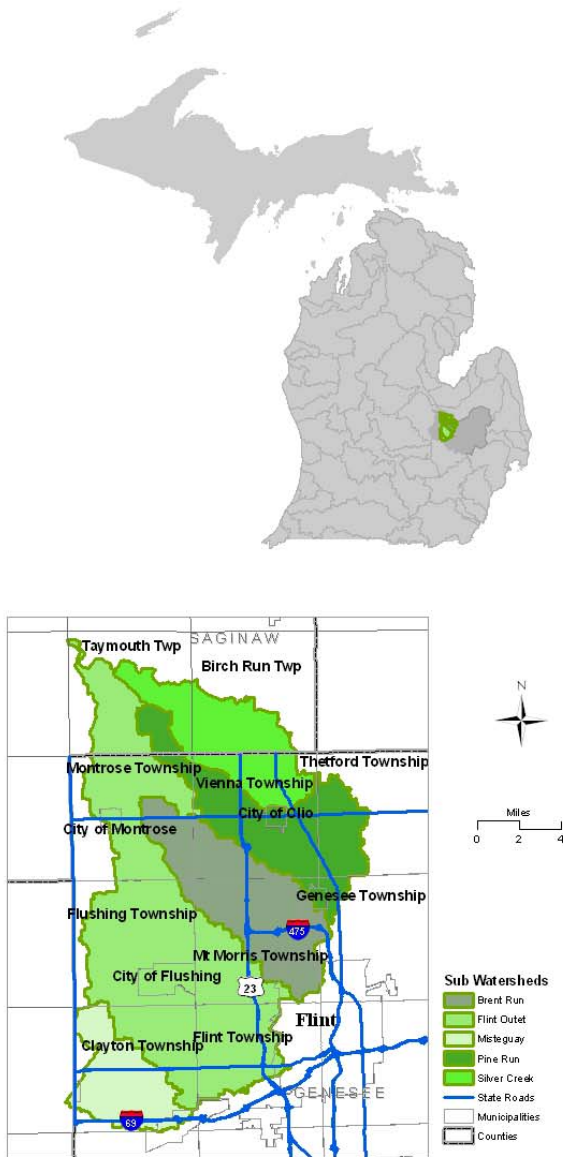 SAGINAW
Taymouth Twp
Birch Run Twp
N
Thetford Township
Montrose Township
Vienna Township
Miles
City of Clio
City of Montrose
0 2 4
Genesee Township
Flushing Township
475
Mt Morris Township
City of Flushing
23
Flint
Flint Township
Clayton Township
GENESEE
69
Sub Watersheds
Brent Run
Flint Outet
Misteguay
Pine Run
Silver Creek
State Roads
Municipalities
Counties